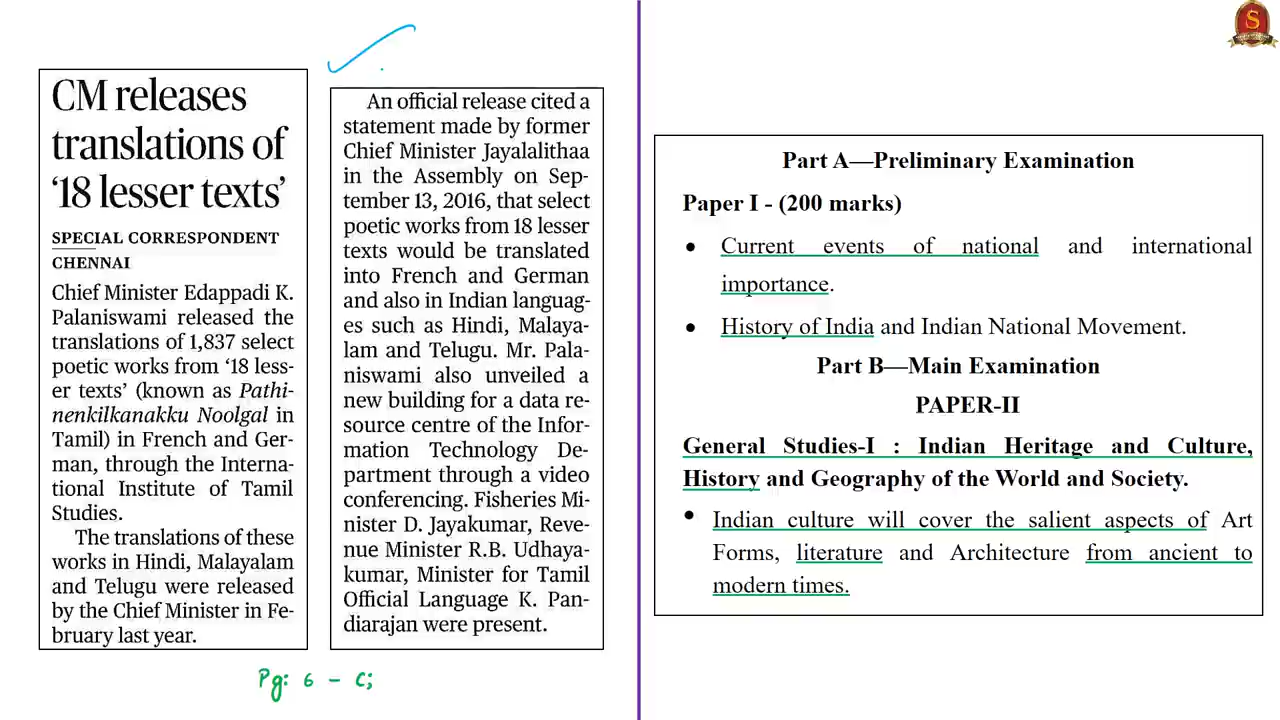 CM releases
translations of
‘18 lesser texts’
SPECIAL CORRESPONDENT
CHENNAI
Chief Minister Edappadi K.
Palaniswami released the
translations of 1,837 select
poetic works from ‘18 less-
er texts’ (known as Pathi-
nenkilkanakku Noolgal in
Tamil) in French and Ger-
man, through the Interna-
tional Institute of Tamil
Studies.
The translations of these
works in Hindi, Malayalam
and Telugu were released
by the Chief Minister in Fe-
bruary last year.
An official release cited a
statement made by former
Chief Minister Jayalalithaa
in the Assembly on Sep-
tember 13, 2016, that select
poetic works from 18 lesser
texts would be translated
into French and German
and also in Indian languag-
es such as Hindi, Malaya-
lam and Telugu. Mr. Pala-
niswami also unveiled a
new building for a data re-
source centre of the Infor-
mation Technology De-
partment through a video
conferencing. Fisheries Mi-
nister D. Jayakumar, Reve-
nue Minister R.B. Udhaya-
kumar, Minister for Tamil
Official Language K. Pan-
diarajan were present.
Pg: 6 - C;
S
Part A—Preliminary Examination
Paper I - (200 marks)
• Current events of national and international
importance.
• History of India and Indian National Movement.
Part B—Main Examination
PAPER-II
General Studies-I : Indian Heritage and Culture,
History and Geography of the World and Society.
• Indian culture will cover the salient aspects of Art
Forms, literature and Architecture from ancient to
modern times.